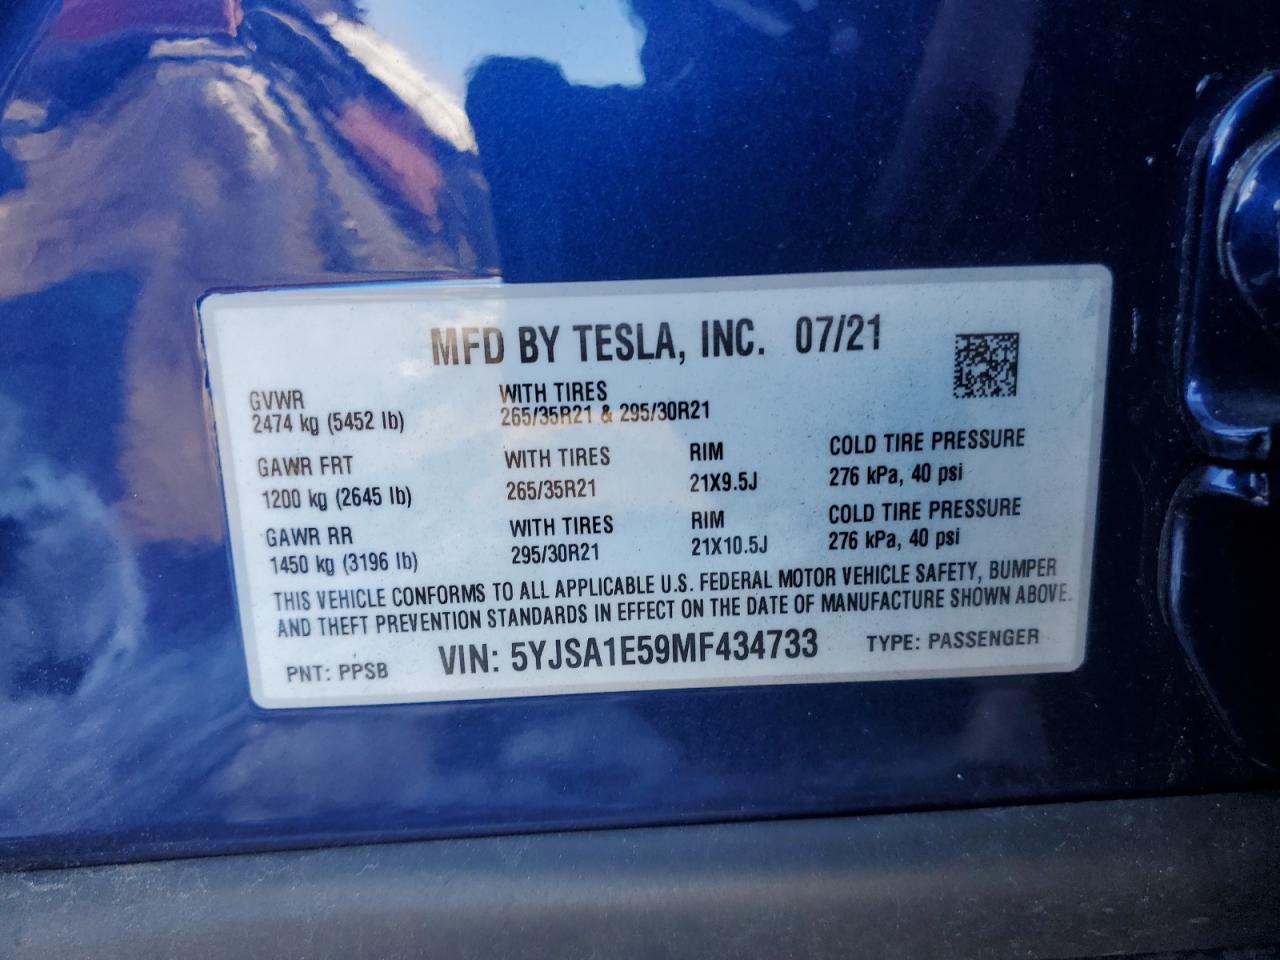 MFD BY TESLA, INC. 07/21
GVWR WITH TIRES
2474 kg (5452 lb) 265/35R21 & 295/30R21
GAWR FRT WITH TIRES RIM COLD TIRE PRESSURE
1200 kg (2645 lb) 265/35R21 21X9.5J 276 kPa, 40 psi
GAWR RR WITH TIRES RIM COLD TIRE PRESSURE
1450 kg (3196 lb) 295/30R21 21X10.5J 276 kPa, 40 psi
THIS VEHICLE CONFORMS TO ALL APPLICABLE U.S. FEDERAL MOTOR VEHICLE SAFETY, BUMPER
AND THEFT PREVENTION STANDARDS IN EFFECT ON THE DATE OF MANUFACTURE SHOWN ABOVE.
PNT: PPSB VIN: 5YJSA1E59MF434733 TYPE: PASSENGER